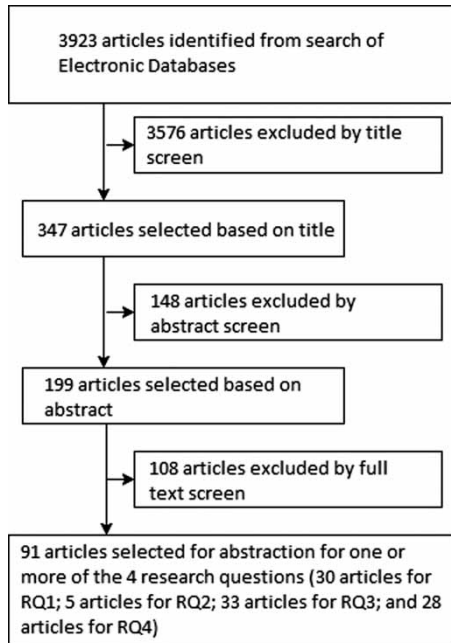 3923 articles identified from search of
Electronic Databases
3576 articles excluded by title
screen
347 articles selected based on title
148 articles excluded by
abstract screen
199 articles selected based on
abstract
108 articles excluded by full
text screen
91 articles selected for abstraction for one or
more of the 4 research questions (30 articles for
RQ1; 5 articles for RQ2; 33 articles for RQ3; and 28
articles for RQ4)